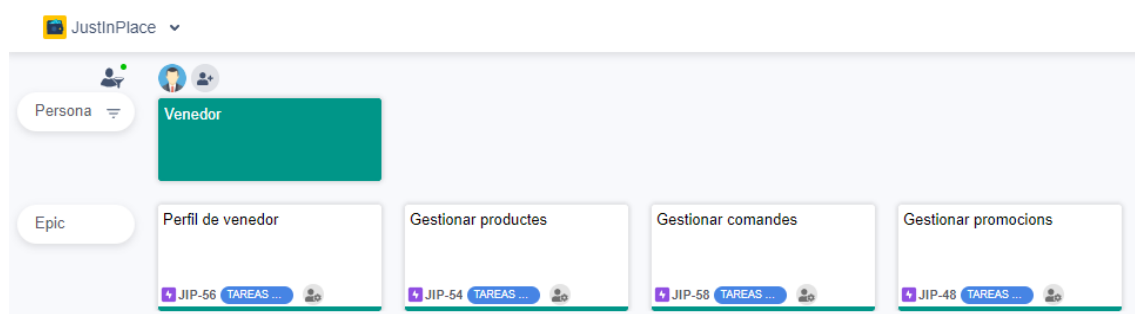 JustInPlace
Persona
Venedor
Epic
Perfil de venedor
Gestionar productes
Gestionar comandes
Gestionar promocions
JIP-56 TAREAS ...
JIP-54 TAREAS ...
JIP-58 TAREAS ...
JIP-48 TAREAS ...